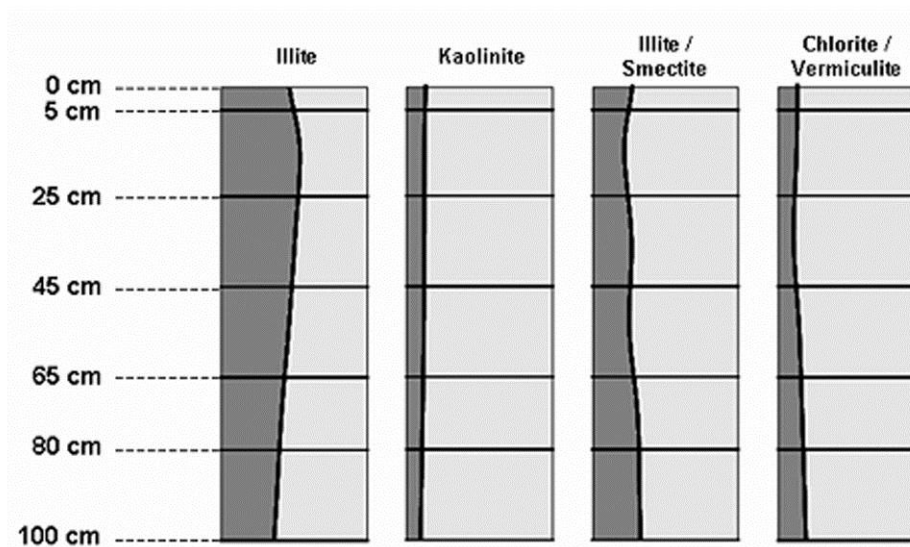 Illite
Kaolinite
Illite /
Smectite
Chlorite /
Vermiculite
0 cm
5 cm
25 cm
45 cm
65 cm
80 cm
100 cm